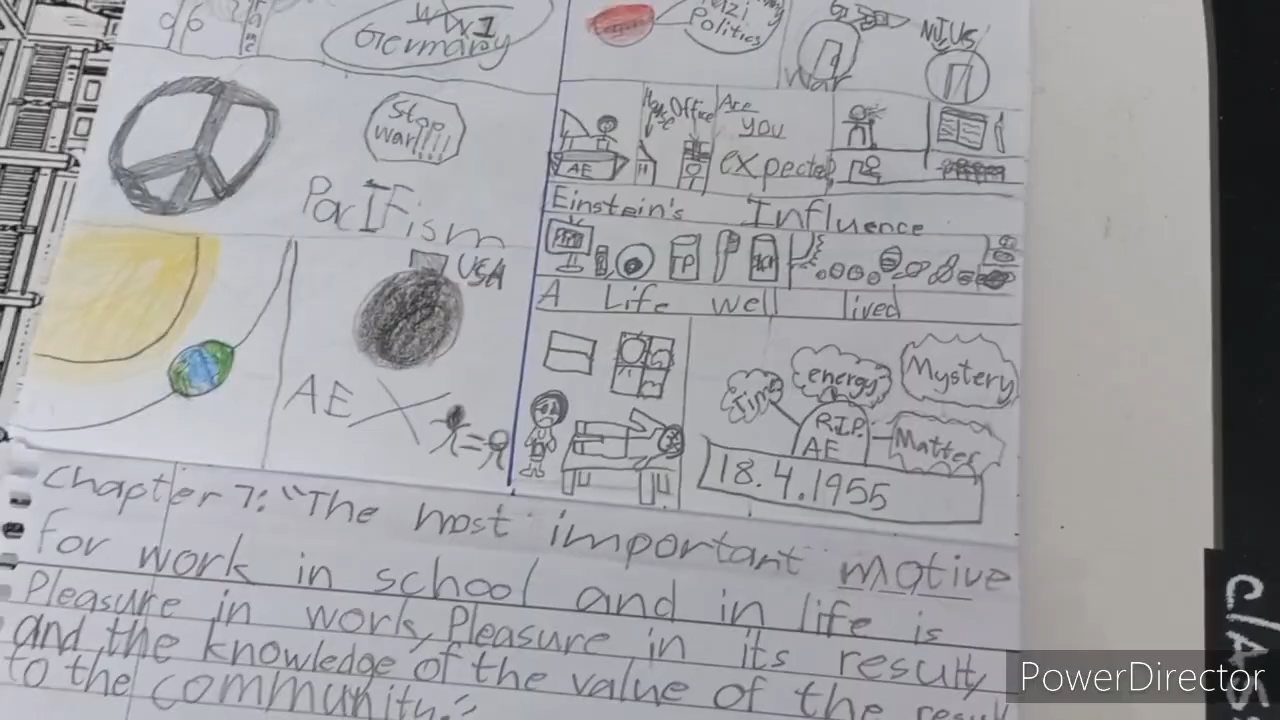 WW1
Germany
Politics
War
N.J, US
Stop
war!!!!
PacIFism
House
Office
AE
Are
you
expected
Einstein's Influence
A Life well lived
USA
AE
Time
energy
Mystery
R.I.P.
AE
Matter
18.4.1955
Chapter 7: "The most important motive
for work in school and in life is
Pleasure in work, Pleasure in its result,
and the knowledge of the value of the result
to the community."
PowerDirector